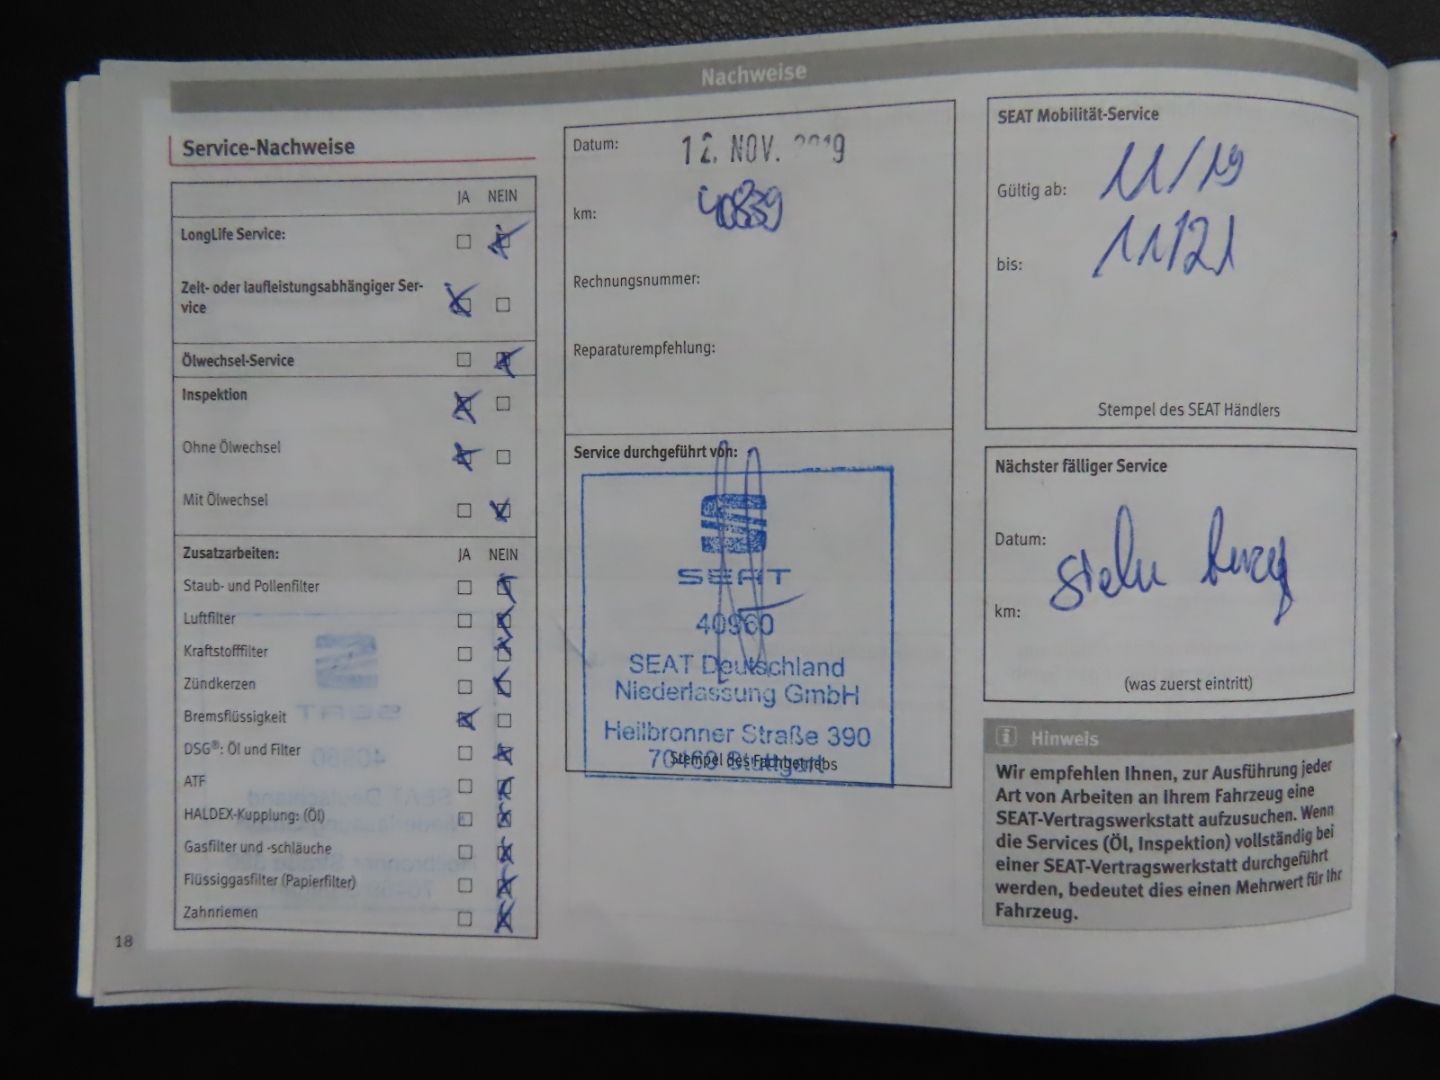 Nachweise
Service-Nachweise
JA NEIN
LongLife Service:
Zeit- oder laufleistungsabhängiger Ser-
vice
Ölwechsel-Service
Inspektion
Ohne Ölwechsel
Mit Ölwechsel
Zusatzarbeiten: JA NEIN
Staub- und Pollenfilter
Luftfilter
Kraftstofffilter
Zündkerzen
Bremsflüssigkeit
DSG®: Öl und Filter
ATF
HALDEX-Kupplung: (Öl)
Gasfilter und -schläuche
Flüssiggasfilter (Papierfilter)
Zahnriemen
18
Datum: 12. NOV. 2019
km:
Rechnungsnummer:
Reparaturempfehlung:
Service durchgeführt von:
SEAT
40960
SEAT Deutschland
Niederlassung GmbH
Heilbronner Straße 390
70469 Stuttgart
Stempel des Fachbetriebs
SEAT Mobilität-Service
Gültig ab: 11/19
bis: 11/21
Stempel des SEAT Händlers
Nächster fälliger Service
Datum:
siehe
km:
(was zuerst eintritt)
Hinweis
Wir empfehlen Ihnen, zur Ausführung jeder
Art von Arbeiten an Ihrem Fahrzeug eine
SEAT-Vertragswerkstatt aufzusuchen. Wenn
die Services (Öl, Inspektion) vollständig bei
einer SEAT-Vertragswerkstatt durchgeführt
werden, bedeutet dies einen Mehrwert für Ihr
Fahrzeug.